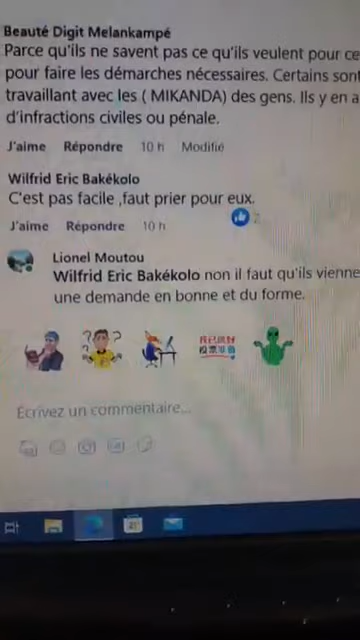 Beauté Digit Melankampé
Parce qu'ils ne savent pas ce qu'ils veulent pour ce
pour faire les démarches nécessaires. Certains sont
travaillant avec les ( MIKANDA) des gens. Ils y en a
d'infractions civiles ou pénale.
J'aime Répondre 10 h Modifié
Wilfrid Eric Bakékolo
C'est pas facile ,faut prier pour eux.
J'aime Répondre 10 h 2
Lionel Moutou
Wilfrid Eric Bakékolo non il faut qu'ils vienne
une demande en bonne et du forme.
Écrivez un commentaire...